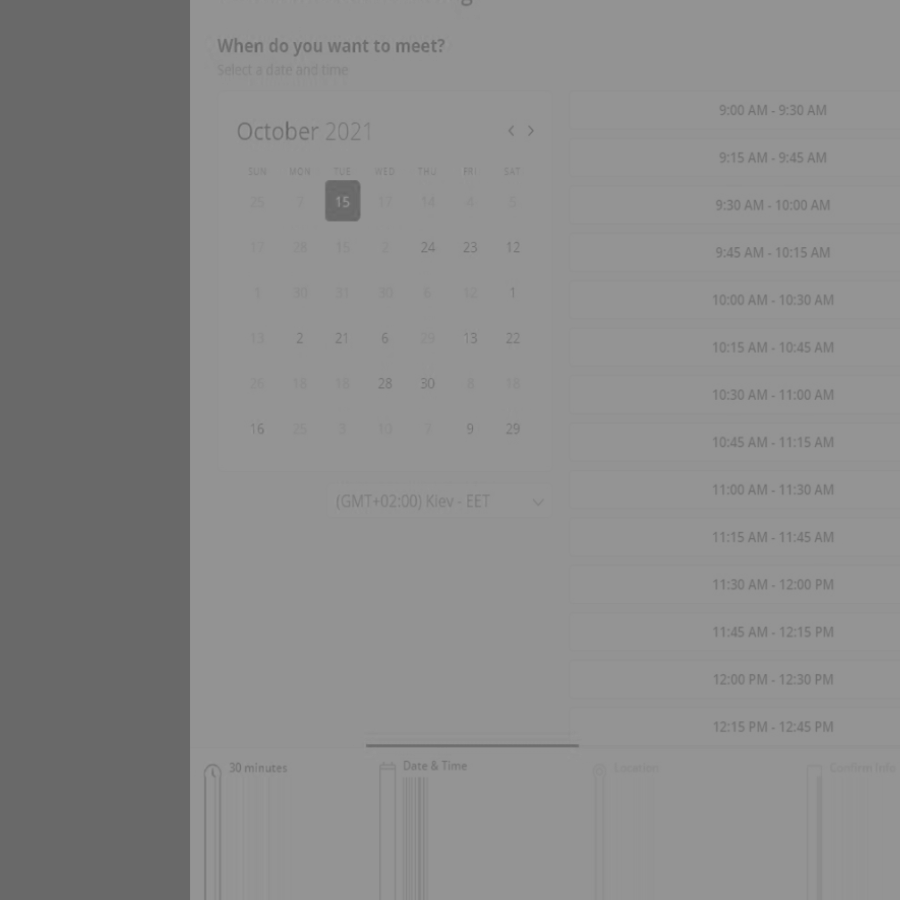 When do you want to meet?
Select a date and time
October 2021
SUN MON TUE WED THU FRI SAT
25 7 15 17 14 4 5
17 28 15 2 24 23 12
1 30 31 30 6 12 1
13 2 21 6 29 13 22
26 18 18 28 30 8 18
16 25 3 10 7 9 29
(GMT+02:00) Kiev - EET
9:00 AM - 9:30 AM
9:15 AM - 9:45 AM
9:30 AM - 10:00 AM
9:45 AM - 10:15 AM
10:00 AM - 10:30 AM
10:15 AM - 10:45 AM
10:30 AM - 11:00 AM
10:45 AM - 11:15 AM
11:00 AM - 11:30 AM
11:15 AM - 11:45 AM
11:30 AM - 12:00 PM
11:45 AM - 12:15 PM
12:00 PM - 12:30 PM
12:15 PM - 12:45 PM
30 minutes
Date & Time
Location
Confirm Info